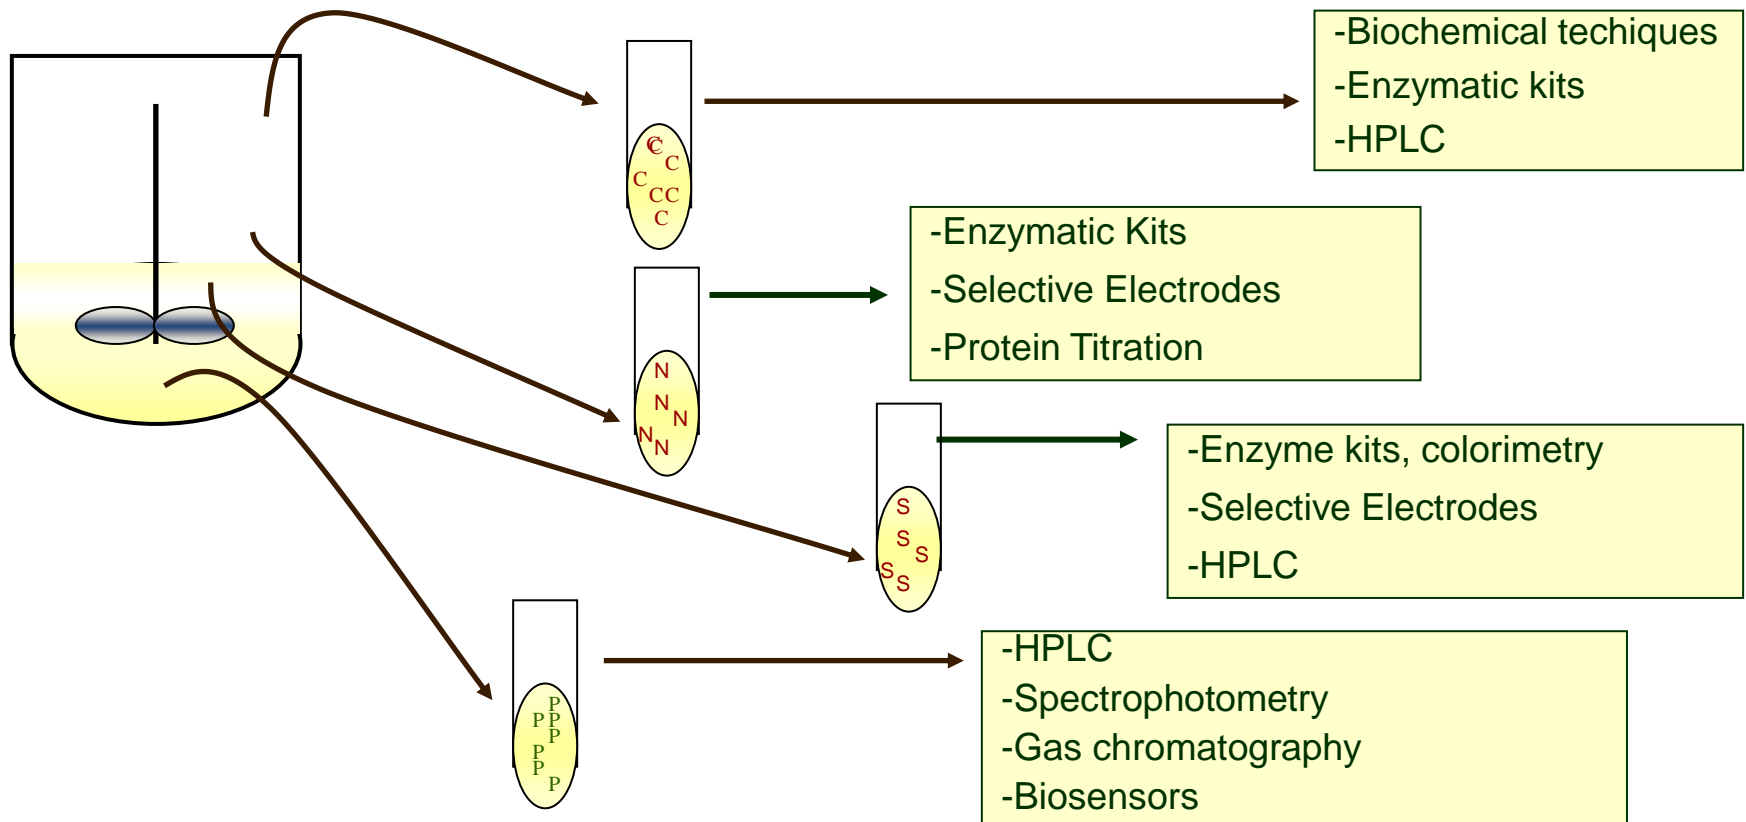 -Biochemical techiques
-Enzymatic kits
-HPLC
C C
C
C
C C
C
-Enzymatic Kits
-Selective Electrodes
-Protein Titration
N
N
N
N
N
-Enzyme kits, colorimetry
-Selective Electrodes
-HPLC
S
S
S
S
S
-HPLC
-Spectrophotometry
-Gas chromatography
-Biosensors
P
P P
P
P
P
P